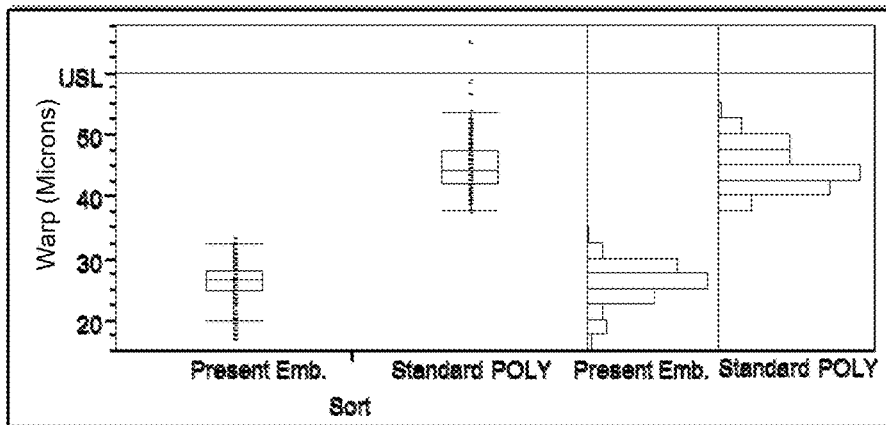 Warp (Microns)
USL
50
40
30
20
Present Emb.
Standard POLY
Present Emb.
Standard POLY
Sort